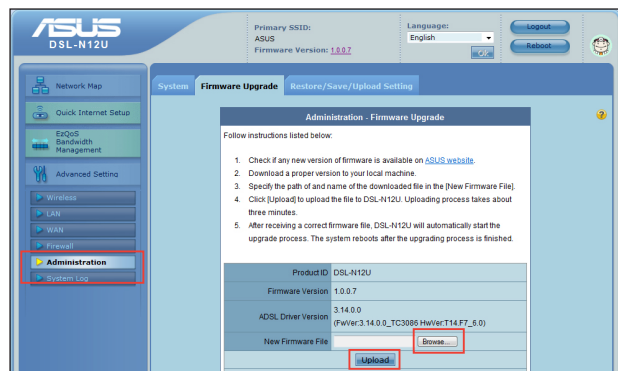 ASUS
DSL-N12U
Primary SSID:
ASUS
Firmware Version: 1.0.0.7
Language:
English
OK
Logout
Reboot
Network Map
Quick Internet Setup
EzQoS
Bandwidth
Management
Advanced Setting
Wireless
LAN
WAN
Firewall
Administration
System Log
System
Firmware Upgrade
Restore/Save/Upload Setting
Administration - Firmware Upgrade
Follow instructions listed below:
1. Check if any new version of firmware is available on ASUS website.
2. Download a proper version to your local machine.
3. Specify the path of and name of the downloaded file in the [New Firmware File].
4. Click [Upload] to upload the file to DSL-N12U. Uploading process takes about
three minutes.
5. After receiving a correct firmware file, DSL-N12U will automatically start the
upgrade process. The system reboots after the upgrading process is finished.
Product ID DSL-N12U
Firmware Version 1.0.0.7
ADSL Driver Version 3.14.0.0
(FwVer:3.14.0.0_TC3086 HwVer:T14.F7_6.0)
New Firmware File Browse...
Upload